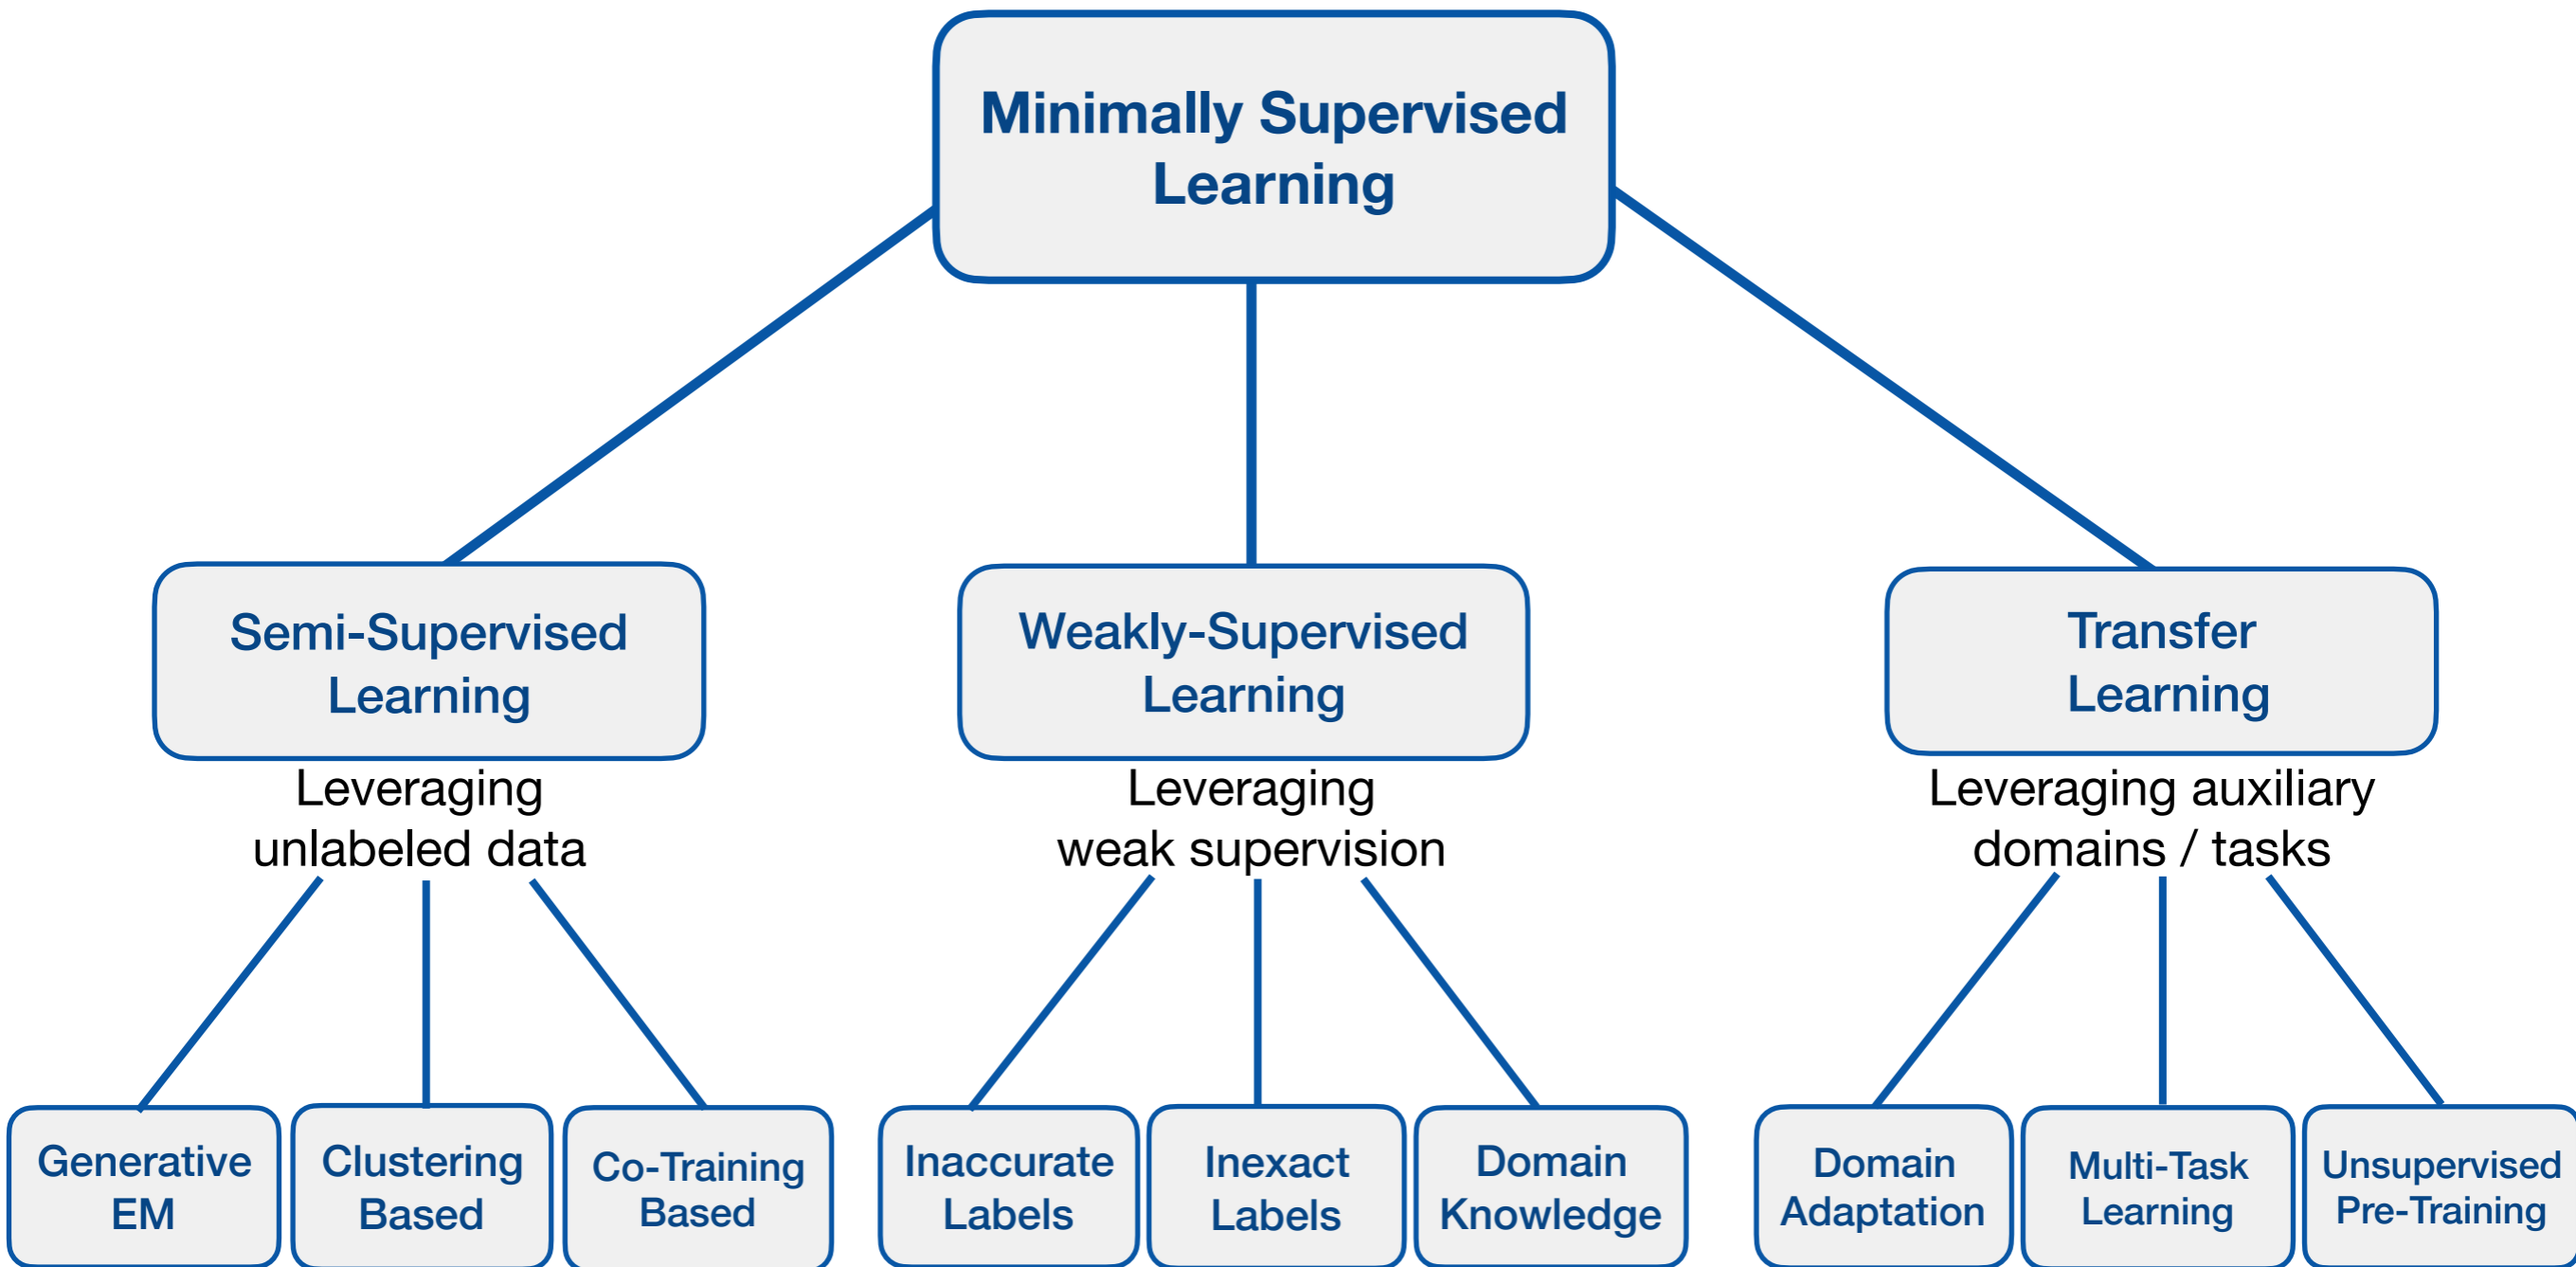 Minimally Supervised
Learning
Semi-Supervised
Learning
Weakly-Supervised
Learning
Transfer
Learning
Leveraging
unlabeled data
Leveraging
weak supervision
Leveraging auxiliary
domains / tasks
Generative
EM
Clustering
Based
Co-Training
Based
Inaccurate
Labels
Inexact
Labels
Domain
Knowledge
Domain
Adaptation
Multi-Task
Learning
Unsupervised
Pre-Training